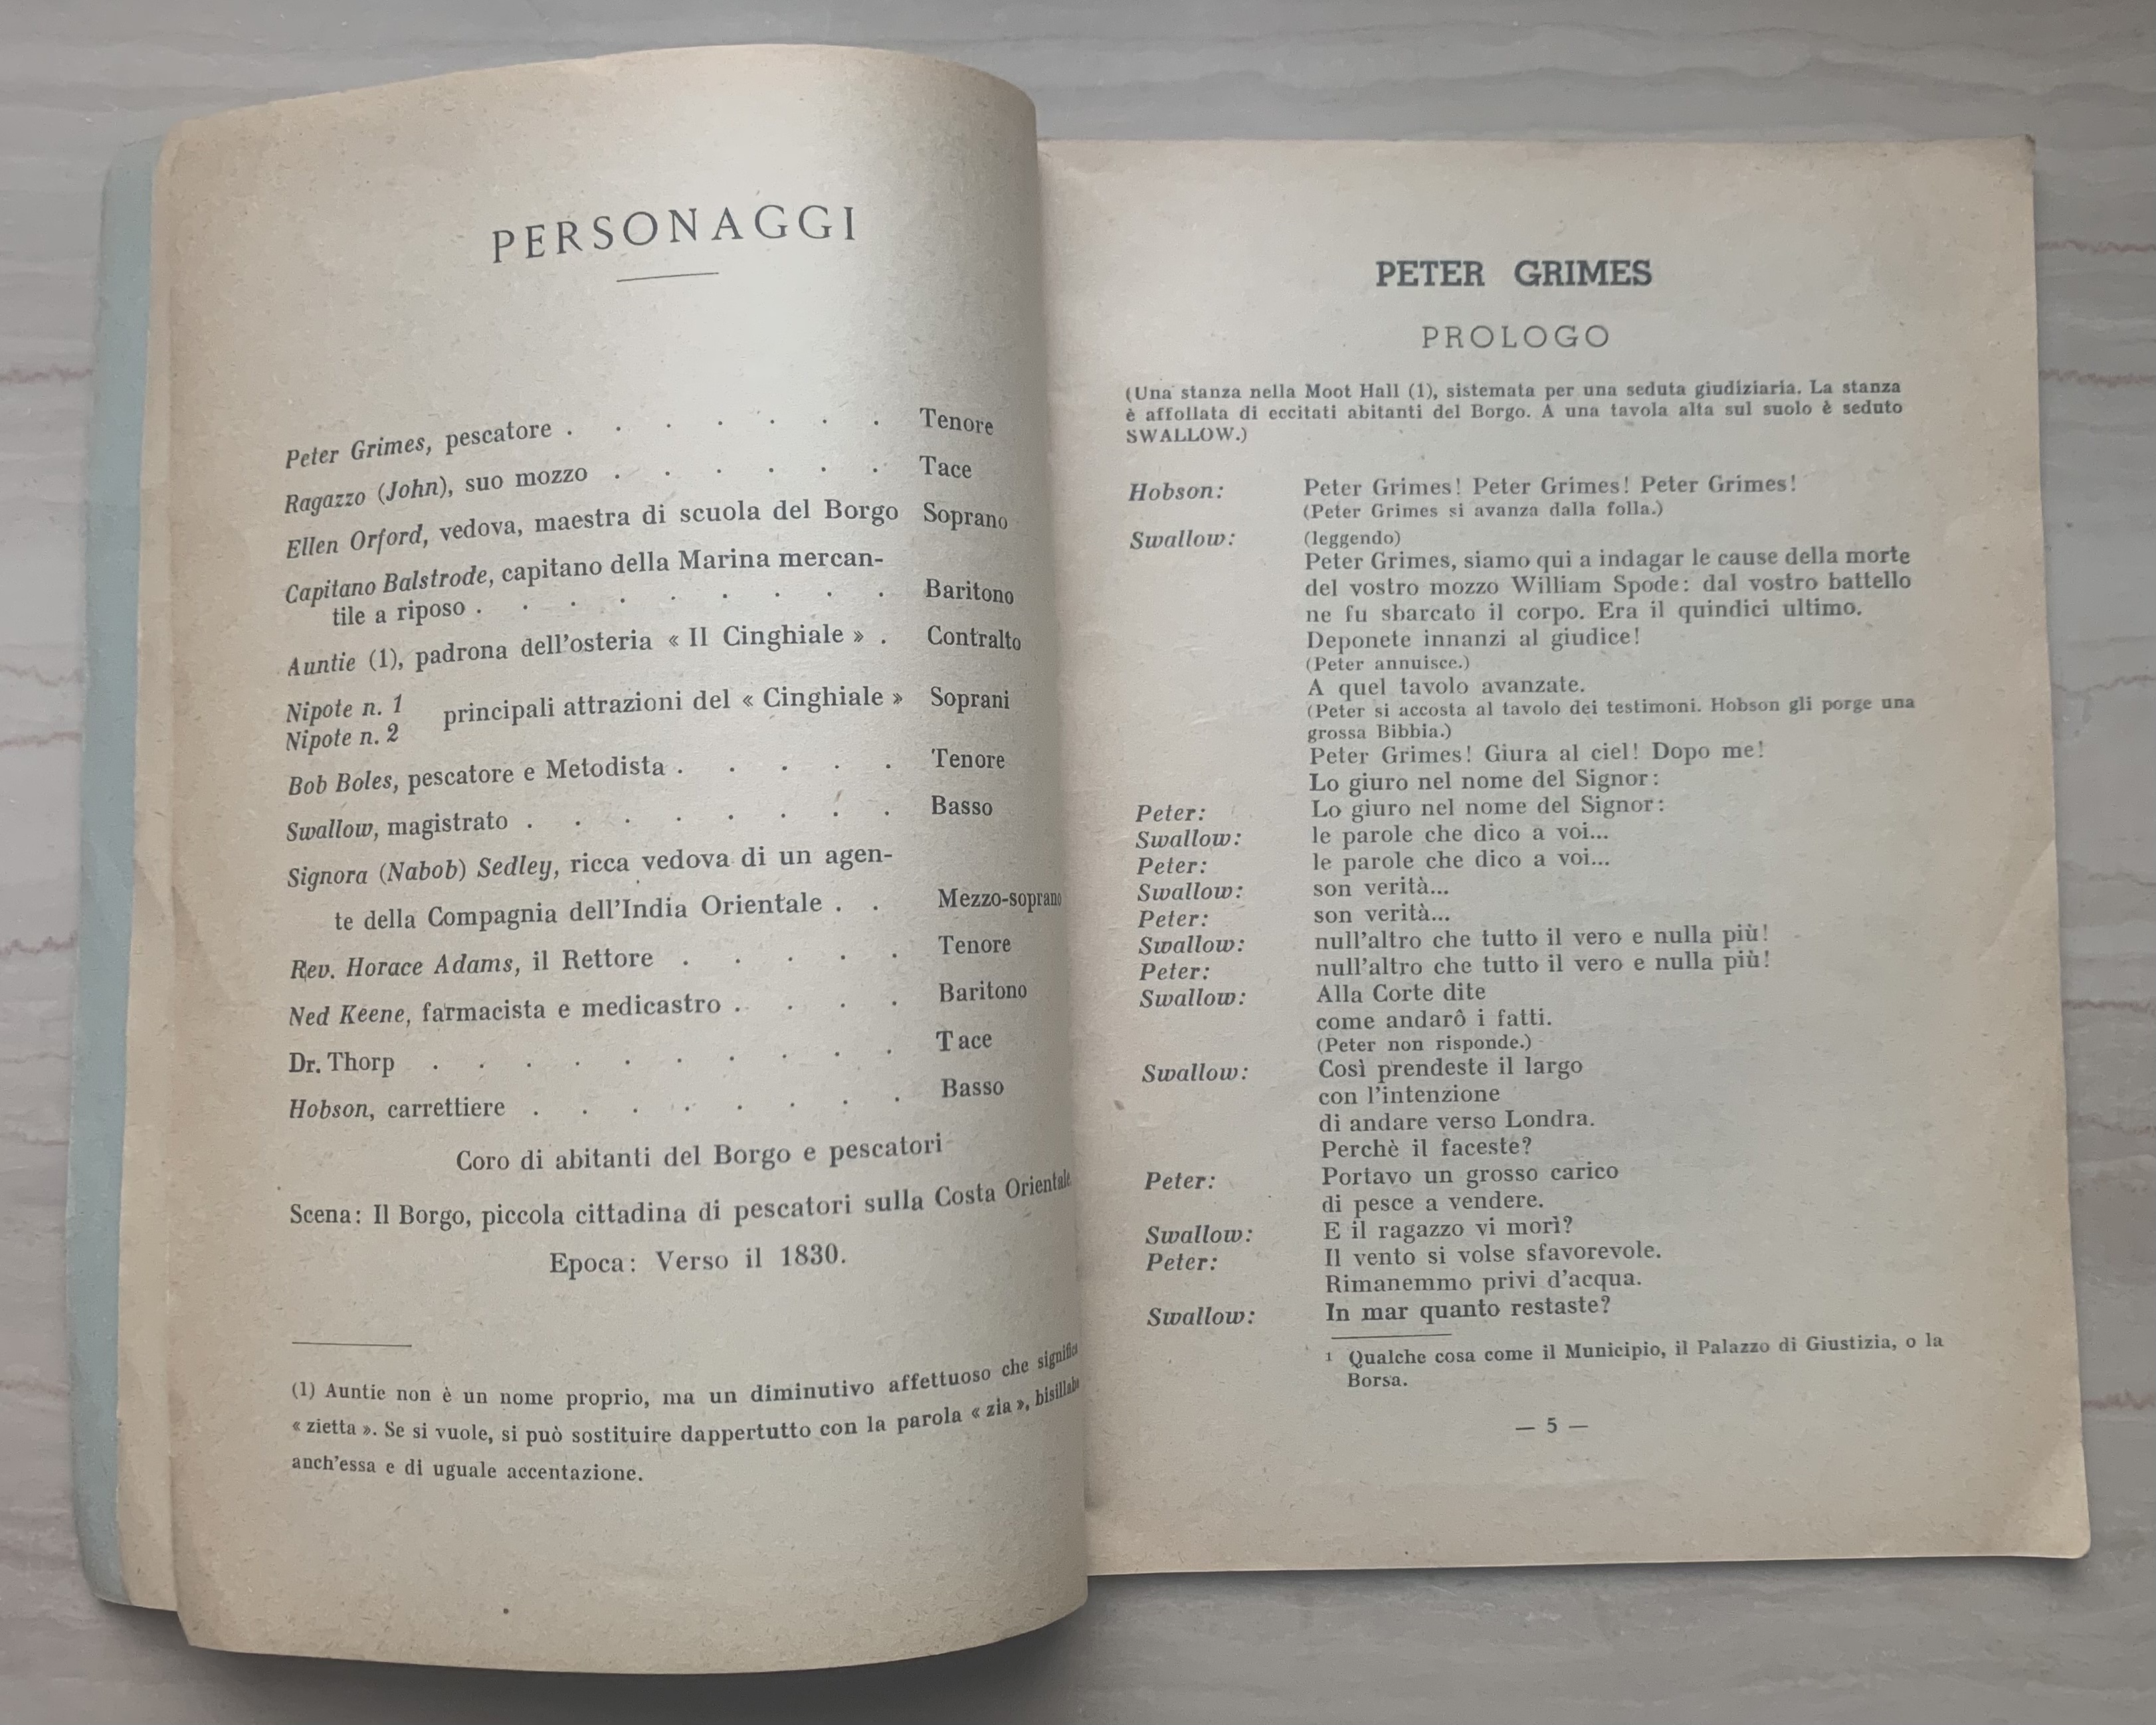 PERSONAGGI
Peter Grimes, pescatore . . . . . . . Tenore
Ragazzo (John), suo mozzo . . . . . . Tace
Ellen Orford, vedova, maestra di scuola del Borgo Soprano
Capitano Balstrode, capitano della Marina mercan-
tile a riposo . . . . . . . . . Baritono
Auntie (1), padrona dell'osteria « Il Cinghiale » . Contralto
Nipote n. 1
Nipote n. 2
principali attrazioni del « Cinghiale » Soprani
Bob Boles, pescatore e Metodista . . . . . Tenore
Swallow, magistrato . . . . . . . . Basso
Signora (Nabob) Sedley, ricca vedova di un agen-
te della Compagnia dell'India Orientale . . Mezzo-soprano
Rev. Horace Adams, il Rettore . . . . . Tenore
Ned Keene, farmacista e medicastro . . . . Baritono
Dr. Thorp . . . . . . . . . . Tace
Hobson, carrettiere . . . . . . . . Basso
Coro di abitanti del Borgo e pescatori
Scena: Il Borgo, piccola cittadina di pescatori sulla Costa Orientale
Epoca: Verso il 1830.
(1) Auntie non è un nome proprio, ma un diminutivo affettuoso che significa
« zietta ». Se si vuole, si può sostituire dappertutto con la parola « zia », bisillaba
anch'essa e di uguale accentazione.
PETER GRIMES
PROLOGO
(Una stanza nella Moot Hall (1), sistemata per una seduta giudiziaria. La stanza
è affollata di eccitati abitanti del Borgo. A una tavola alta sul suolo è seduto
SWALLOW.)
Hobson: Peter Grimes! Peter Grimes! Peter Grimes!
(Peter Grimes si avanza dalla folla.)
Swallow: (leggendo)
Peter Grimes, siamo qui a indagar le cause della morte
del vostro mozzo William Spode: dal vostro battello
ne fu sbarcato il corpo. Era il quindici ultimo.
Deponete innanzi al giudice!
(Peter annuisce.)
A quel tavolo avanzate.
(Peter si accosta al tavolo dei testimoni. Hobson gli porge una
grossa Bibbia.)
Peter Grimes! Giura al ciel! Dopo me!
Lo giuro nel nome del Signor:
Peter: Lo giuro nel nome del Signor:
Swallow: le parole che dico a voi...
Peter: le parole che dico a voi...
Swallow: son verità...
Peter: son verità...
Swallow: null'altro che tutto il vero e nulla più!
Peter: null'altro che tutto il vero e nulla più!
Swallow: Alla Corte dite
come andarô i fatti.
(Peter non risponde.)
Swallow: Così prendeste il largo
con l'intenzione
di andare verso Londra.
Perchè il faceste?
Peter: Portavo un grosso carico
di pesce a vendere.
Swallow: E il ragazzo vi morì?
Peter: Il vento si volse sfavorevole.
Rimanemmo privi d'acqua.
Swallow: In mar quanto restaste?
1 Qualche cosa come il Municipio, il Palazzo di Giustizia, o la
Borsa.
— 5 —